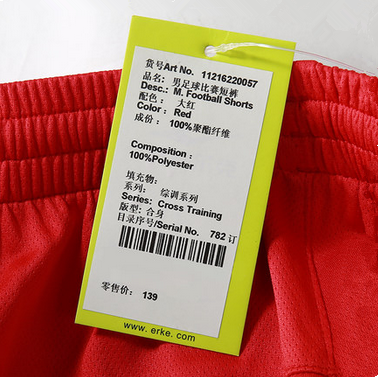 货号Art No. 11216220057
品名: 男足球比赛短裤
Desc.: M. Football Shorts
配色: 大红
Color : Red
成份: 100%聚酯纤维
Composition :
100%Polyester
填充物:
系列: 综训系列
Series: Cross Training
版型: 合身
目录序号/Serial No. 782 订
零售价: 139
www. erke. com